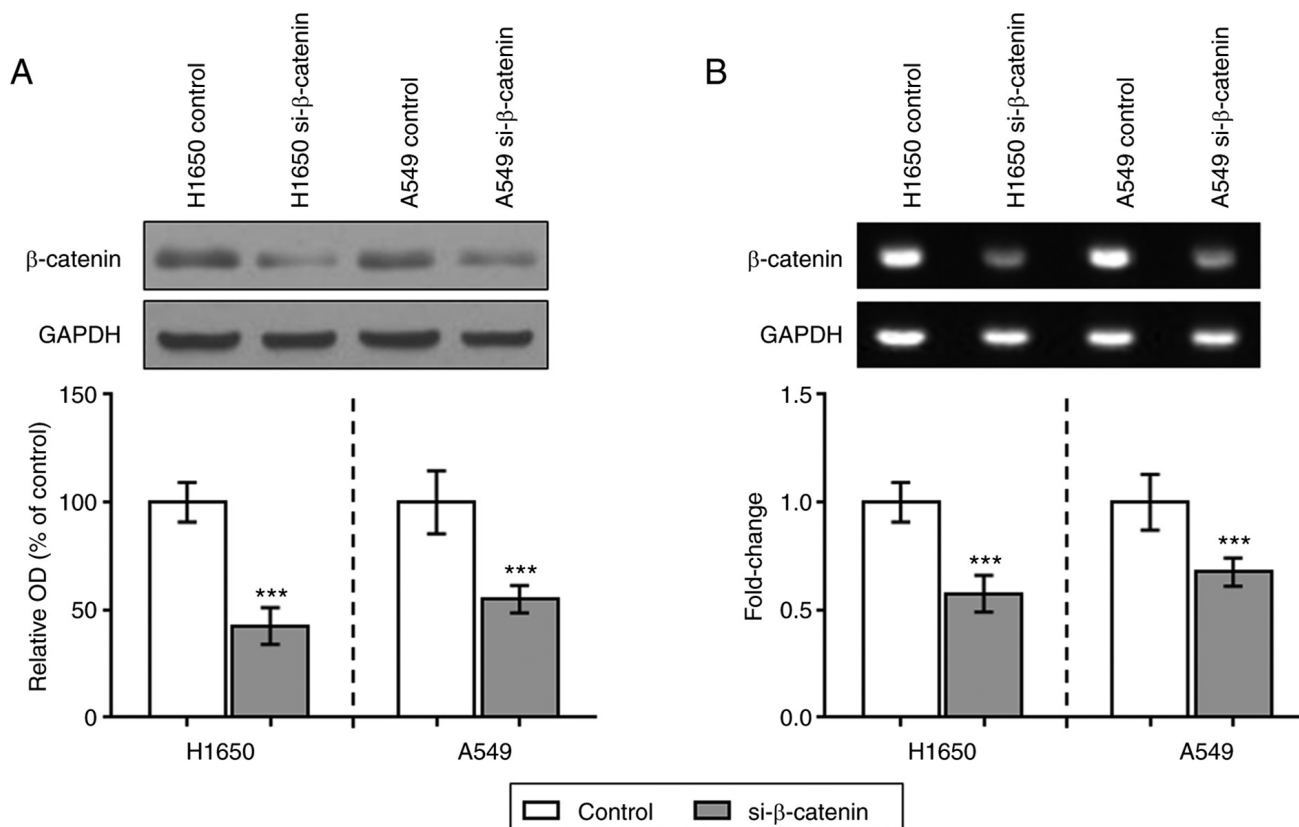 A
H1650 control
H1650 si-β-catenin
A549 control
A549 si-β-catenin
β-catenin
GAPDH
Relative OD (% of control)
150
100
50
0
***
***
H1650
A549
B
H1650 control
H1650 si-β-catenin
A549 control
A549 si-β-catenin
β-catenin
GAPDH
Fold-change
1.5
1.0
0.5
0.0
***
***
H1650
A549
Control
si-β-catenin